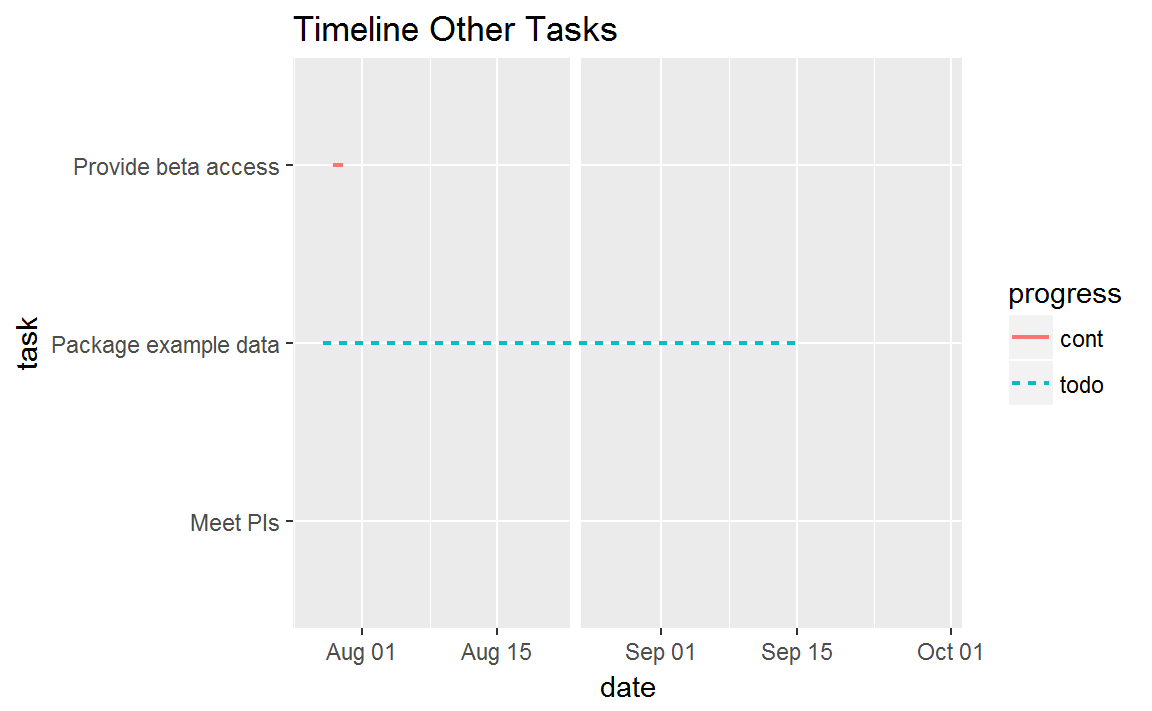 Timeline Other Tasks
Provide beta access
Package example data
Meet PIs
task
Aug 01
Aug 15
Sep 01
Sep 15
Oct 01
date
progress
cont
todo